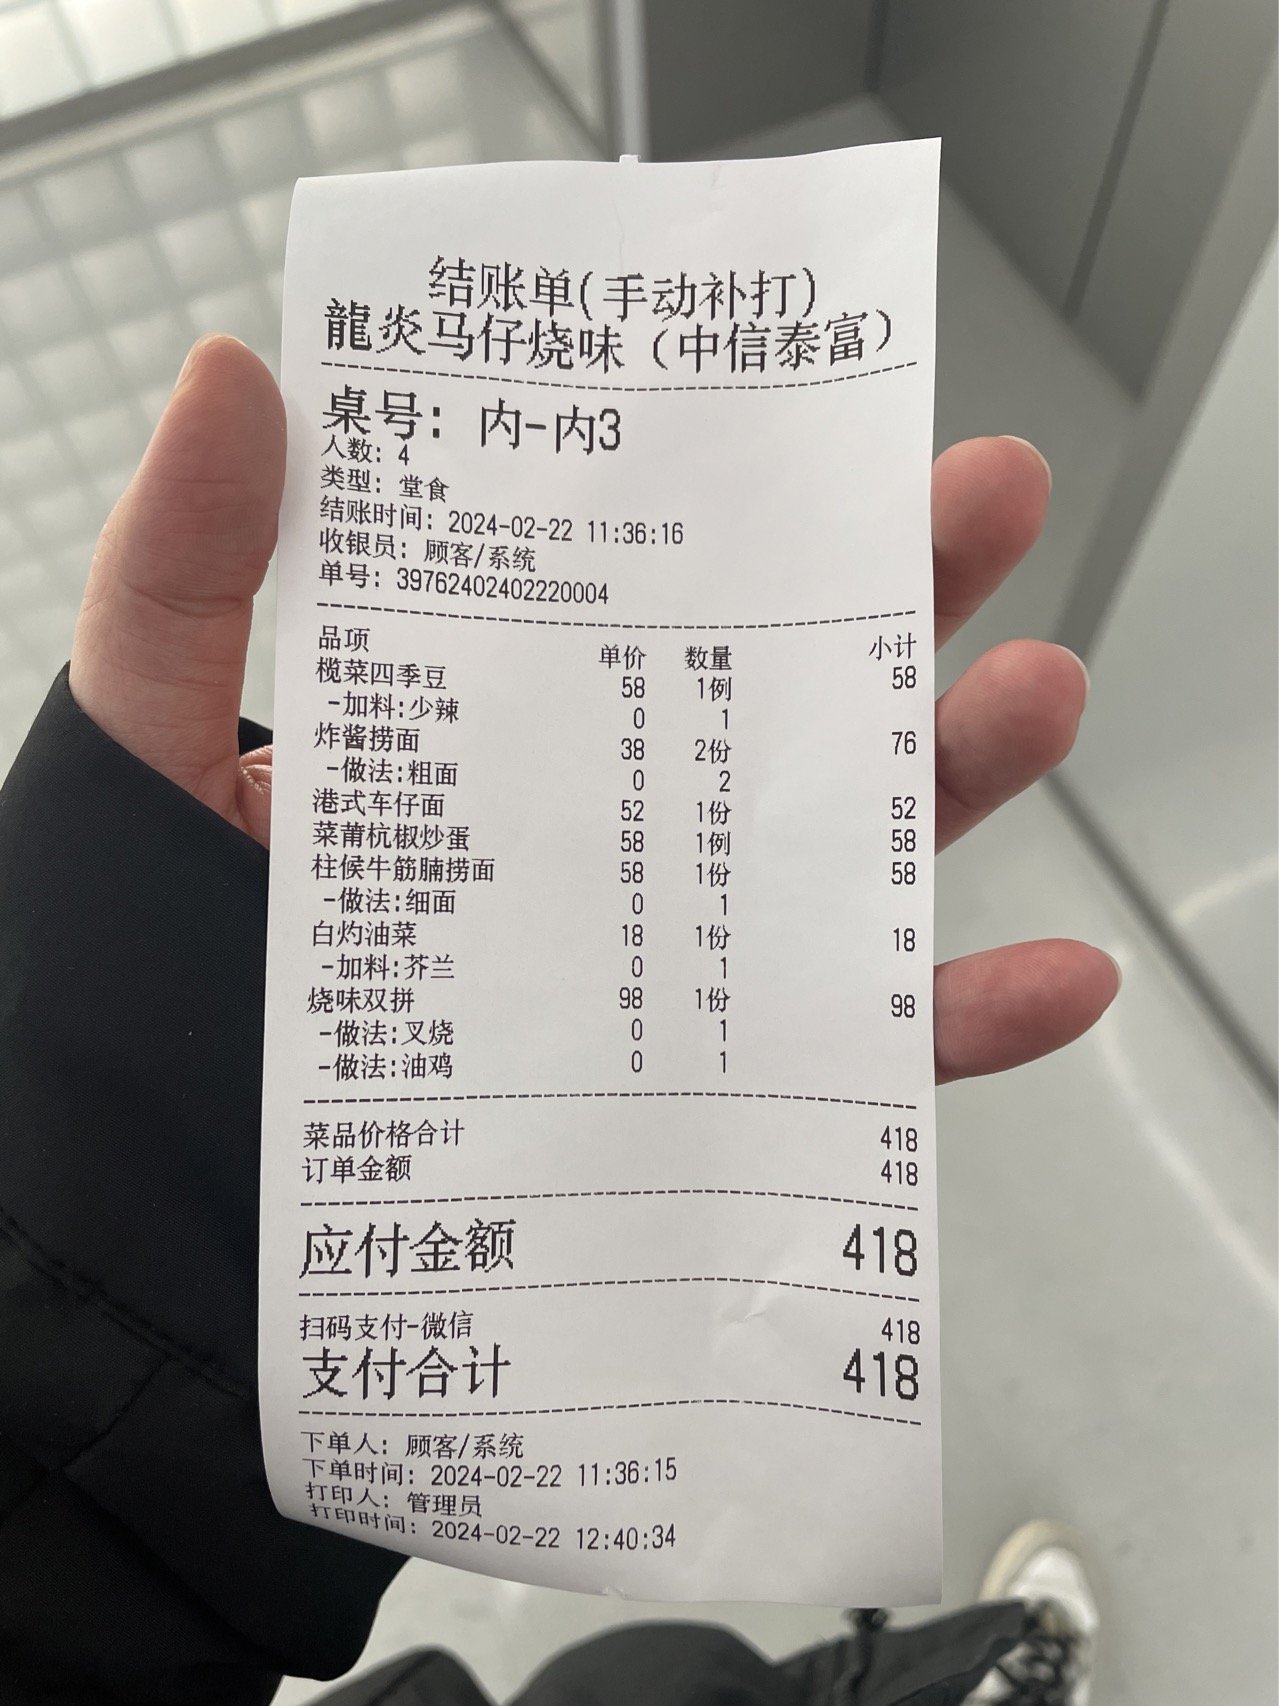 结账单(手动补打)
龍炎马仔烧味（中信泰富）
桌号: 内-内3
人数: 4
类型: 堂食
结账时间: 2024-02-22 11:36:16
收银员: 顾客/系统
单号: 39762402402220004
品项 单价 数量 小计
榄菜四季豆 58 1例 58
-加料:少辣 0 1
炸酱捞面 38 2份 76
-做法:粗面 0 2
港式车仔面 52 1份 52
菜莆杭椒炒蛋 58 1例 58
柱候牛筋腩捞面 58 1份 58
-做法:细面 0 1
白灼油菜 18 1份 18
-加料:芥兰 0 1
烧味双拼 98 1份 98
-做法:叉烧 0 1
-做法:油鸡 0 1
菜品价格合计 418
订单金额 418
应付金额 418
扫码支付-微信 418
支付合计 418
下单人: 顾客/系统
下单时间: 2024-02-22 11:36:15
打印人: 管理员
打印时间: 2024-02-22 12:40:34